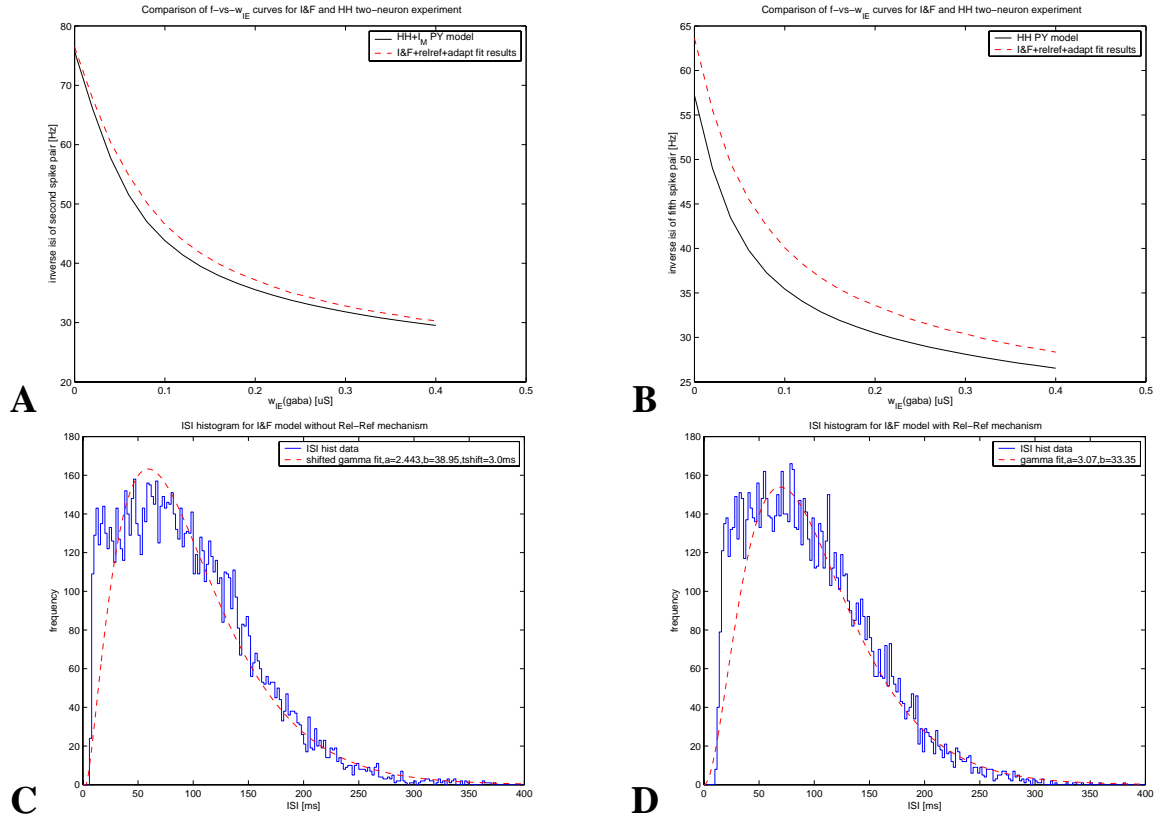 Comparison of f−vs−w_IE curves for I&F and HH two−neuron experiment
HH+I_M PY model
I&F+relref+adapt fit results
inverse isi of second spike pair [Hz]
80
70
60
50
40
30
20
0 0.1 0.2 0.3 0.4 0.5
w_IE(gaba) [uS]
A
Comparison of f−vs−w_IE curves for I&F and HH two−neuron experiment
HH PY model
I&F+relref+adapt fit results
inverse isi of fifth spike pair [Hz]
65
60
55
50
45
40
35
30
25
0 0.1 0.2 0.3 0.4 0.5
w_IE(gaba) [uS]
B
ISI histogram for I&F model without Rel−Ref mechanism
ISI hist data
shifted gamma fit,a=2.443,b=38.95,tshift=3.0ms
frequency
180
160
140
120
100
80
60
40
20
0
0 50 100 150 200 250 300 350 400
ISI [ms]
C
ISI histogram for I&F model with Rel−Ref mechanism
ISI hist data
gamma fit,a=3.07,b=33.35
frequency
180
160
140
120
100
80
60
40
20
0
0 50 100 150 200 250 300 350 400
ISI [ms]
D